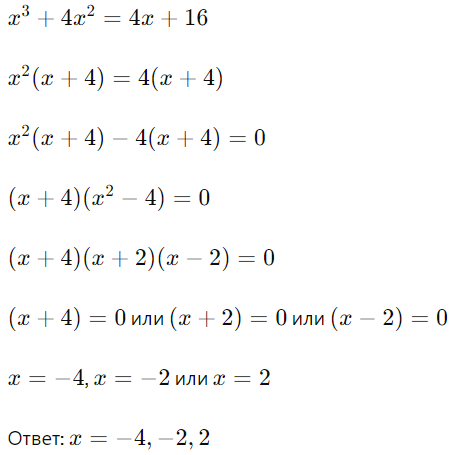 x³ + 4x² = 4x + 16
x²(x + 4) = 4(x + 4)
x²(x + 4) − 4(x + 4) = 0
(x + 4)(x² − 4) = 0
(x + 4)(x + 2)(x − 2) = 0
(x + 4) = 0 или (x + 2) = 0 или (x − 2) = 0
x = −4, x = −2 или x = 2
Ответ: x = −4, −2, 2